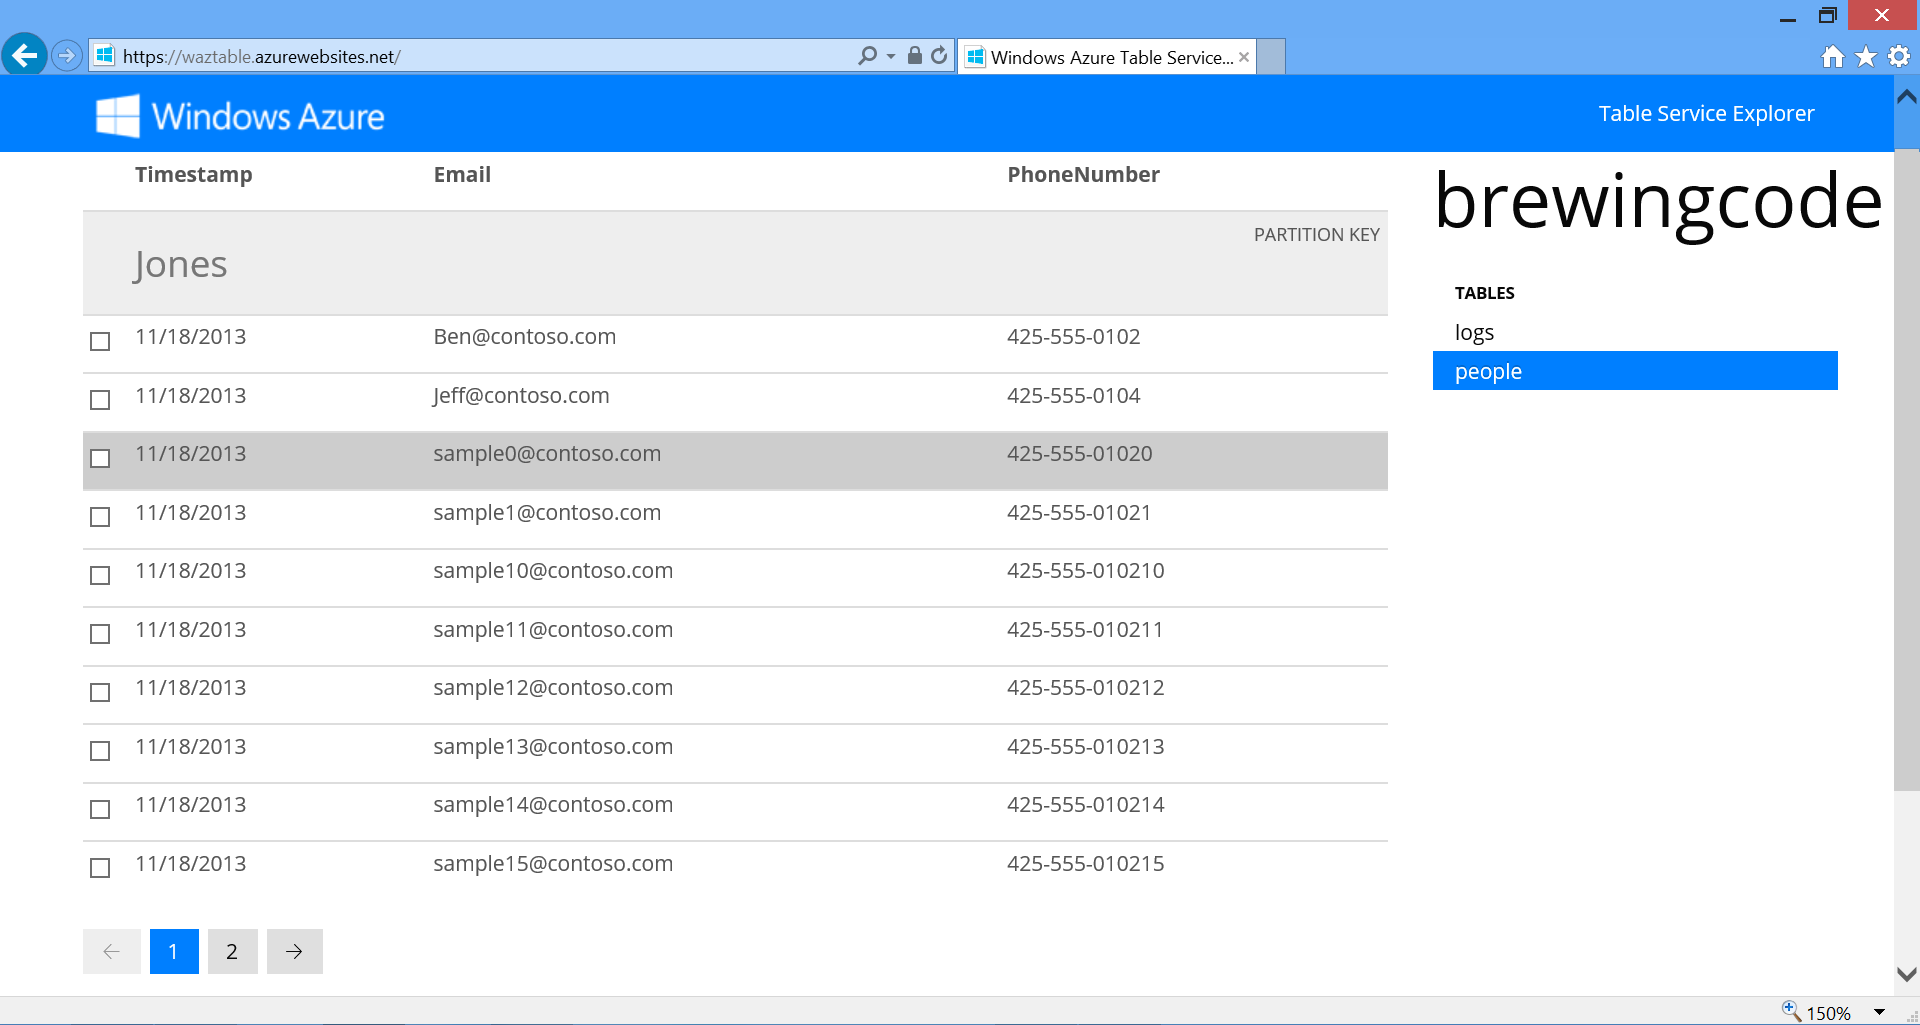 https://waztable.azurewebsites.net/
Windows Azure Table Service...
Windows Azure
Table Service Explorer
Timestamp Email PhoneNumber
brewingcode
PARTITION KEY
Jones
TABLES
logs
people
11/18/2013 Ben@contoso.com 425-555-0102
11/18/2013 Jeff@contoso.com 425-555-0104
11/18/2013 sample0@contoso.com 425-555-01020
11/18/2013 sample1@contoso.com 425-555-01021
11/18/2013 sample10@contoso.com 425-555-010210
11/18/2013 sample11@contoso.com 425-555-010211
11/18/2013 sample12@contoso.com 425-555-010212
11/18/2013 sample13@contoso.com 425-555-010213
11/18/2013 sample14@contoso.com 425-555-010214
11/18/2013 sample15@contoso.com 425-555-010215
← 1 2 →
150%